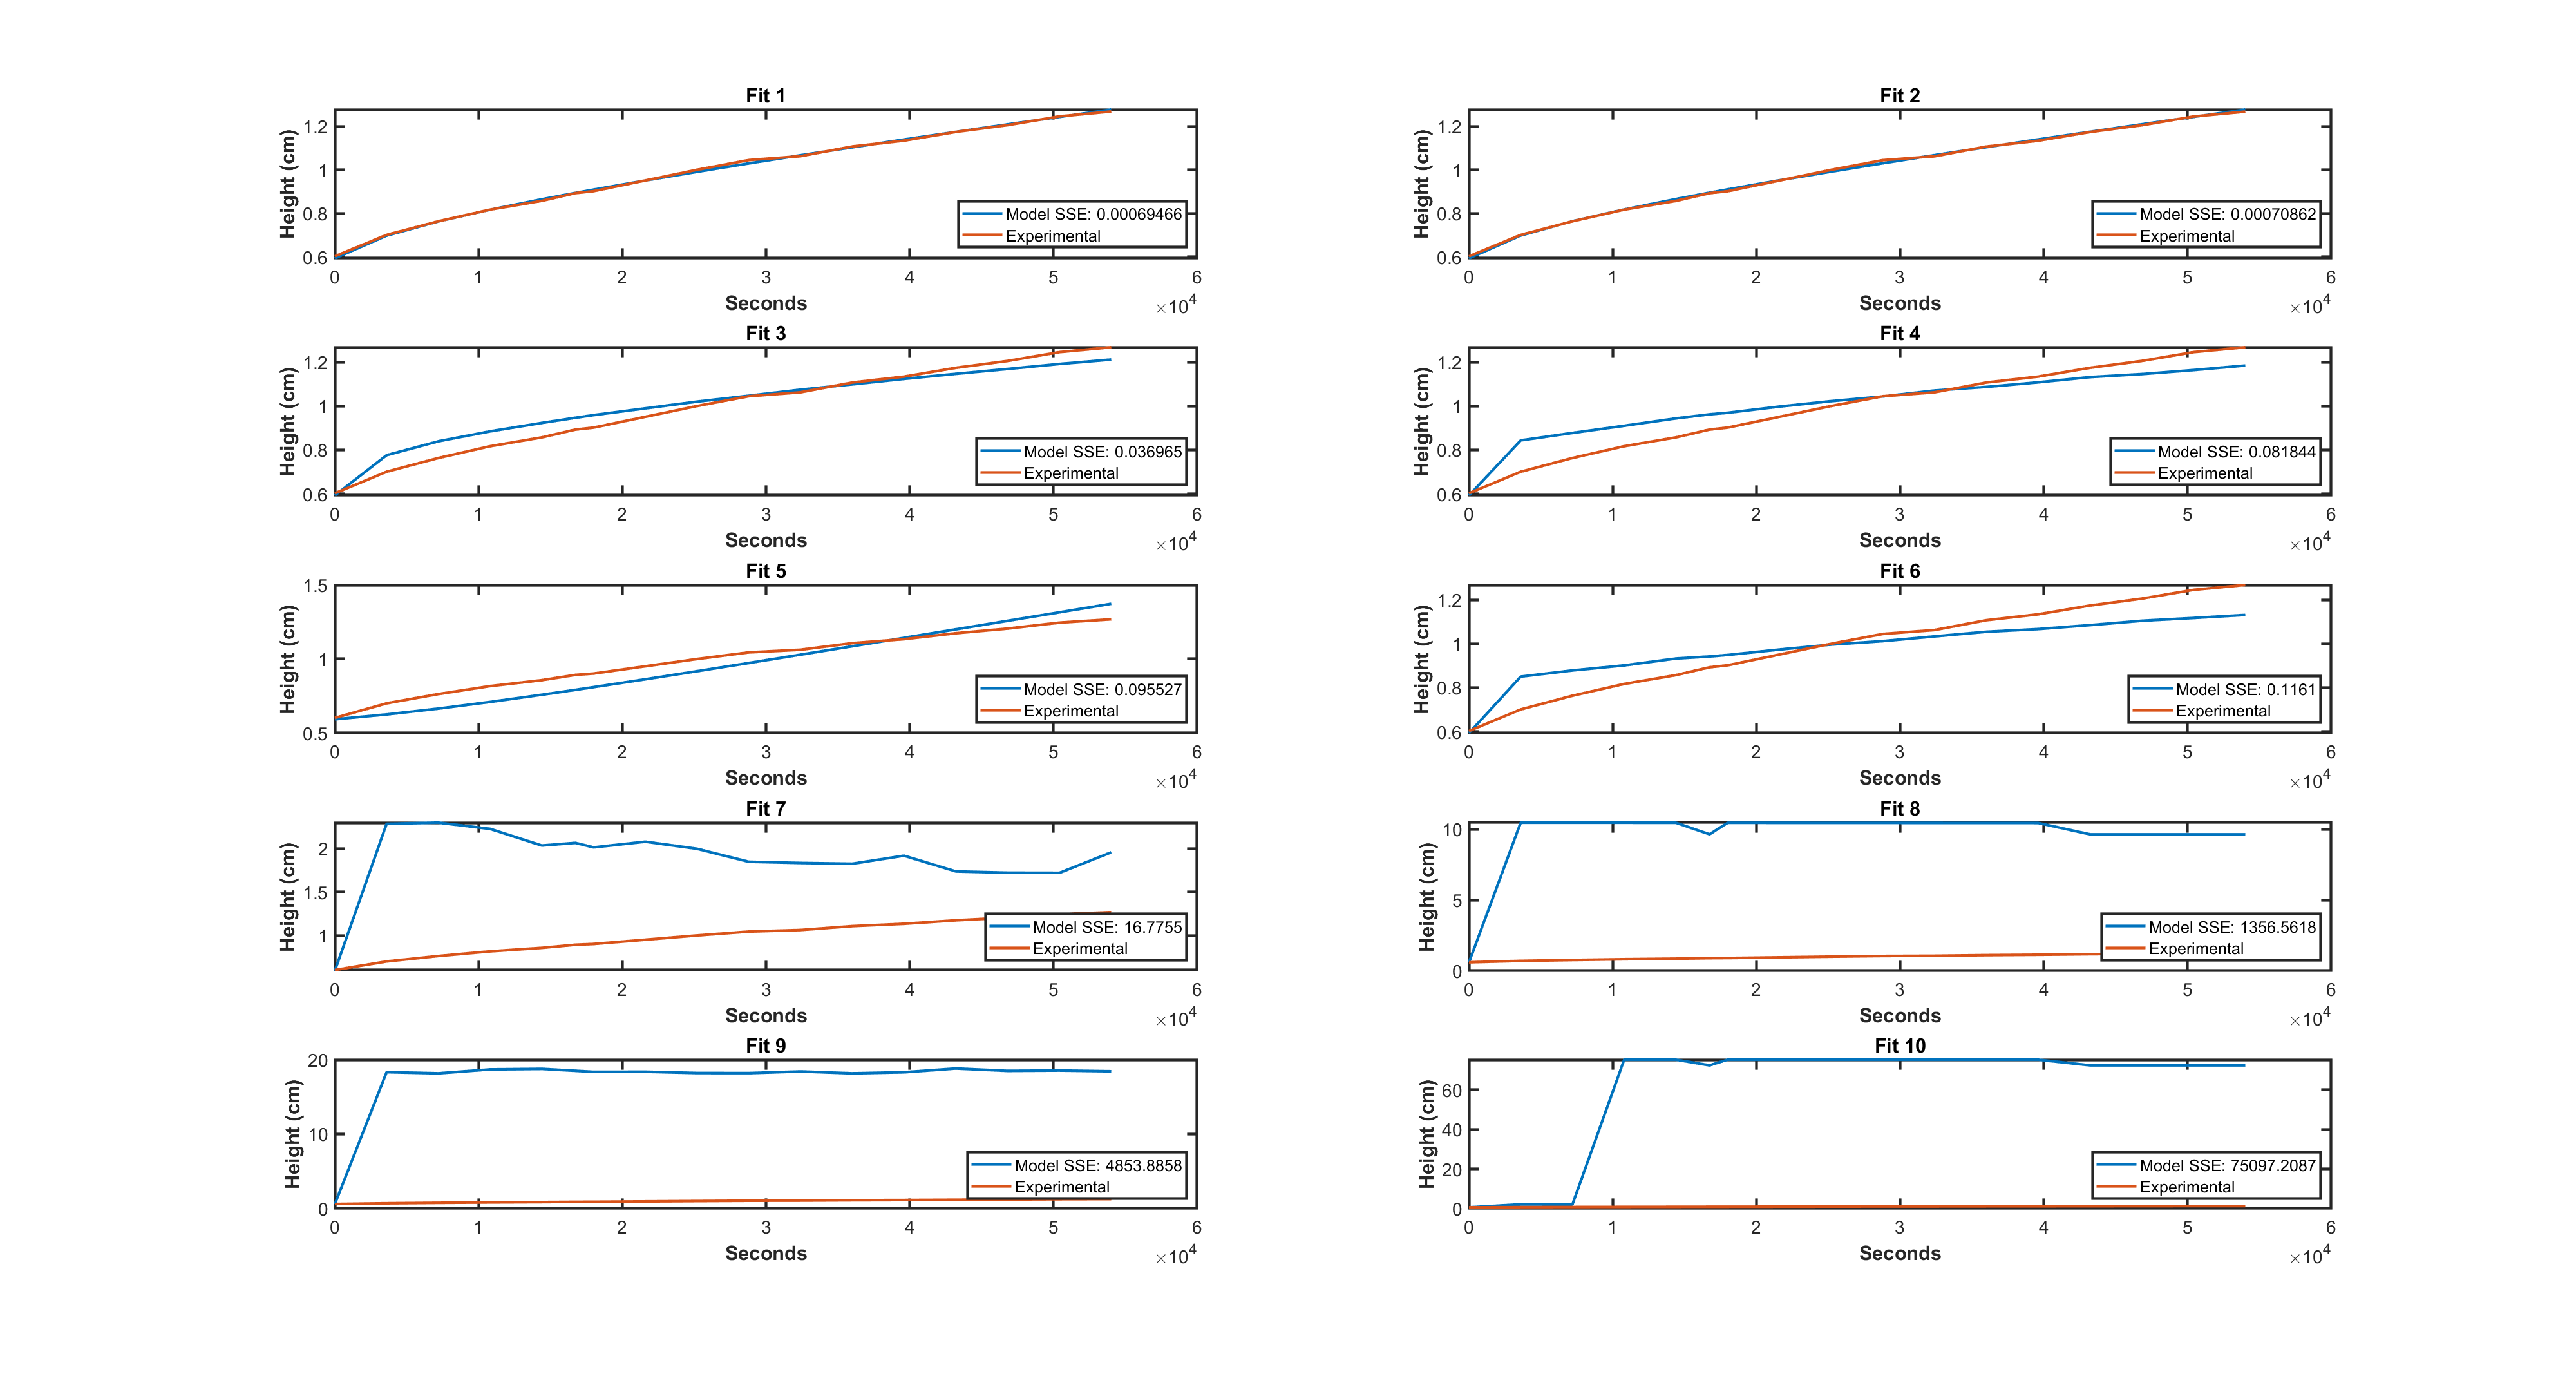 Fit 1
Height (cm)
1.2
1
0.8
0.6
Model SSE: 0.00069466
Experimental
0 1 2 3 4 5 6
Seconds
×10^4
Fit 2
Height (cm)
1.2
1
0.8
0.6
Model SSE: 0.00070862
Experimental
0 1 2 3 4 5 6
Seconds
×10^4
Fit 3
Height (cm)
1.2
1
0.8
0.6
Model SSE: 0.036965
Experimental
0 1 2 3 4 5 6
Seconds
×10^4
Fit 4
Height (cm)
1.2
1
0.8
0.6
Model SSE: 0.081844
Experimental
0 1 2 3 4 5 6
Seconds
×10^4
Fit 5
Height (cm)
1.5
1
0.5
Model SSE: 0.095527
Experimental
0 1 2 3 4 5 6
Seconds
×10^4
Fit 6
Height (cm)
1.2
1
0.8
0.6
Model SSE: 0.1161
Experimental
0 1 2 3 4 5 6
Seconds
×10^4
Fit 7
Height (cm)
2
1.5
1
Model SSE: 16.7755
Experimental
0 1 2 3 4 5 6
Seconds
×10^4
Fit 8
Height (cm)
10
5
0
Model SSE: 1356.5618
Experimental
0 1 2 3 4 5 6
Seconds
×10^4
Fit 9
Height (cm)
20
10
0
Model SSE: 4853.8858
Experimental
0 1 2 3 4 5 6
Seconds
×10^4
Fit 10
Height (cm)
60
40
20
0
Model SSE: 75097.2087
Experimental
0 1 2 3 4 5 6
Seconds
×10^4